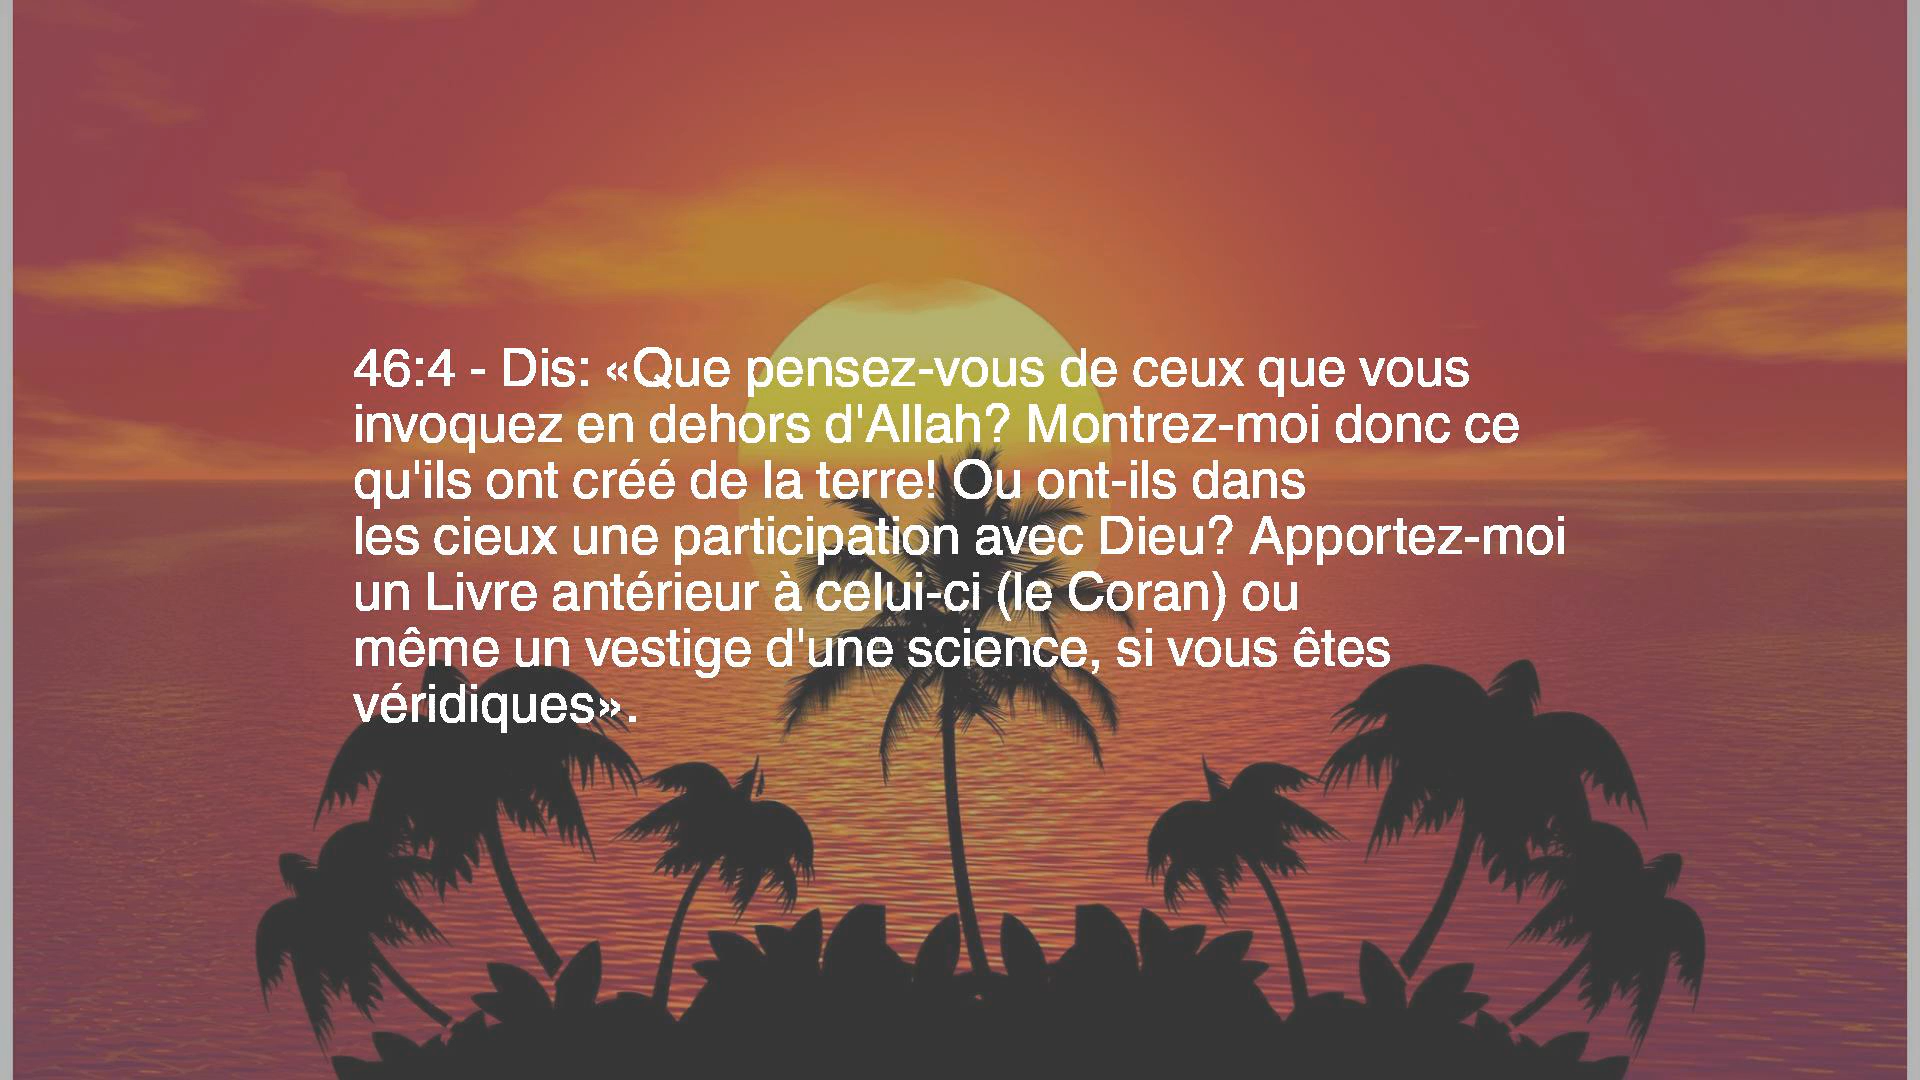 46:4 - Dis: «Que pensez-vous de ceux que vous
invoquez en dehors d'Allah? Montrez-moi donc ce
qu'ils ont créé de la terre! Ou ont-ils dans
les cieux une participation avec Dieu? Apportez-moi
un Livre antérieur à celui-ci (le Coran) ou
même un vestige d'une science, si vous êtes
véridiques».